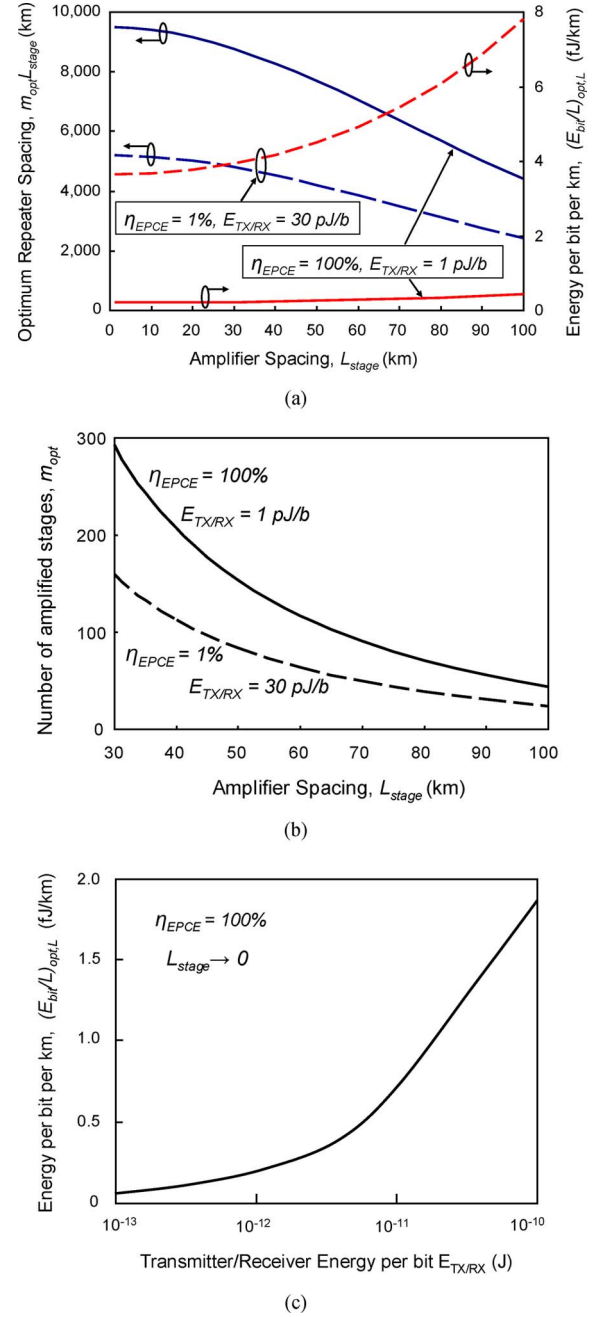 Optimum Repeater Spacing, m_opt L_stage (km)
10,000
8,000
6,000
4,000
2,000
0
8
6
4
2
0
Energy per bit per km, (E_bit/L)_opt,L (fJ/km)
η_EPCE = 1%, E_TX/RX = 30 pJ/b
η_EPCE = 100%, E_TX/RX = 1 pJ/b
0 10 20 30 40 50 60 70 80 90 100
Amplifier Spacing, L_stage (km)
(a)
Number of amplified stages, m_opt
300
200
100
0
η_EPCE = 100%
E_TX/RX = 1 pJ/b
η_EPCE = 1%
E_TX/RX = 30 pJ/b
30 40 50 60 70 80 90 100
Amplifier Spacing, L_stage (km)
(b)
Energy per bit per km, (E_bit/L)_opt,L (fJ/km)
2.0
1.5
1.0
0.5
0
η_EPCE = 100%
L_stage → 0
10⁻¹³ 10⁻¹² 10⁻¹¹ 10⁻¹⁰
Transmitter/Receiver Energy per bit E_TX/RX (J)
(c)